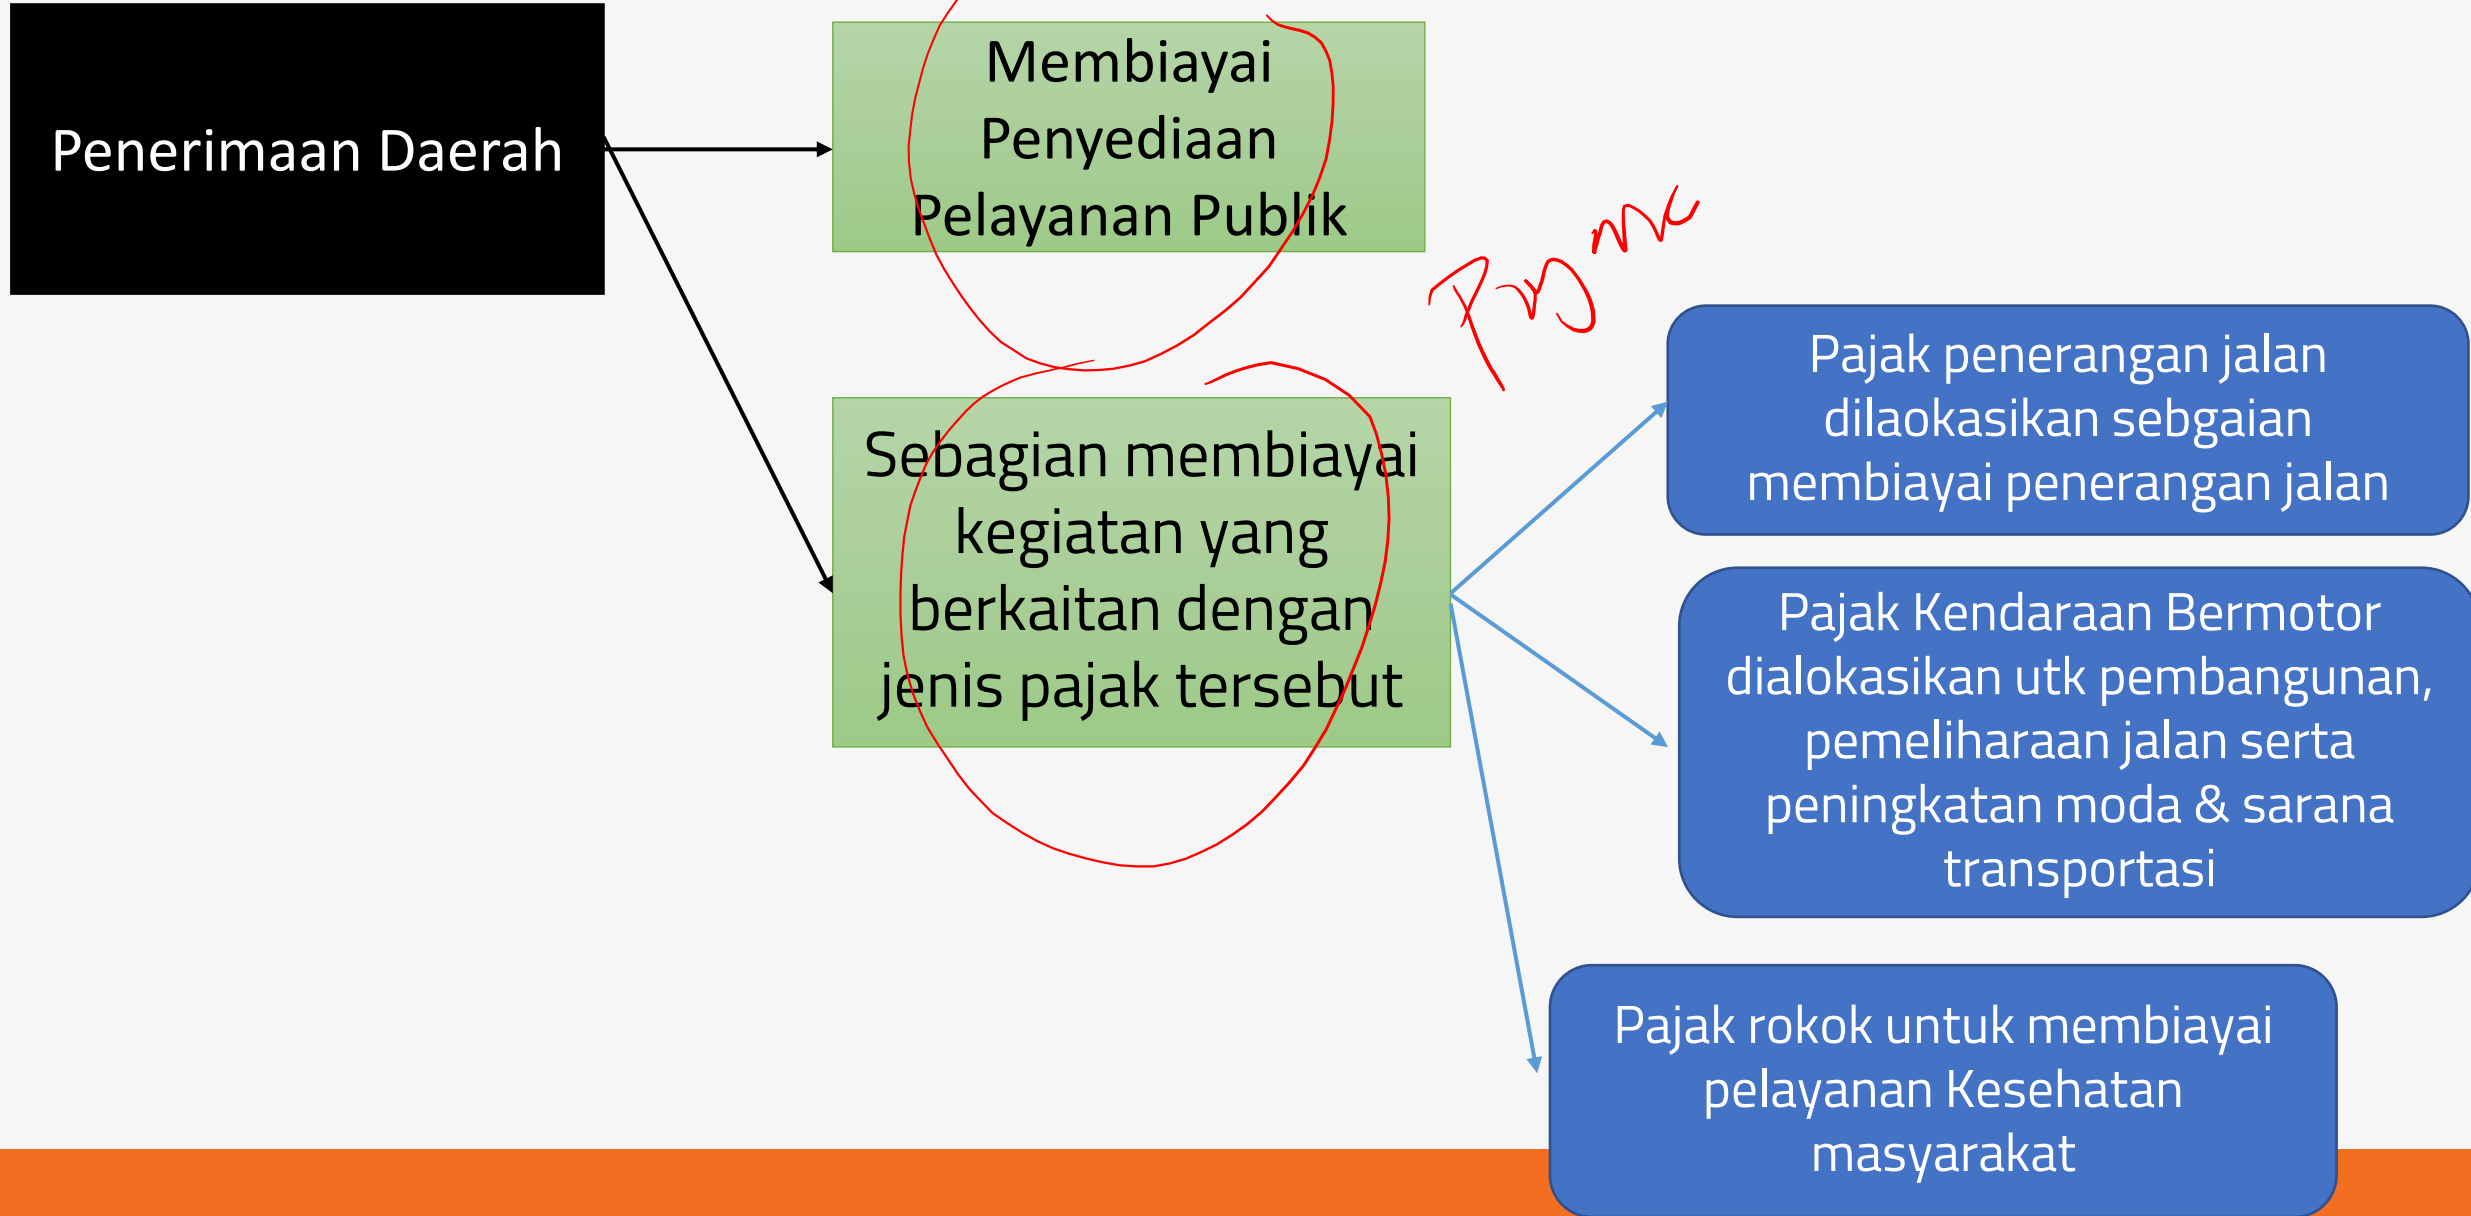 Penerimaan Daerah
Membiayai
Penyediaan
Pelayanan Publik
Sebagian membiayai
kegiatan yang
berkaitan dengan
jenis pajak tersebut
Pajak penerangan jalan
dilaokasikan sebgaian
membiayai penerangan jalan
Pajak Kendaraan Bermotor
dialokasikan utk pembangunan,
pemeliharaan jalan serta
peningkatan moda & sarana
transportasi
Pajak rokok untuk membiayai
pelayanan Kesehatan
masyarakat